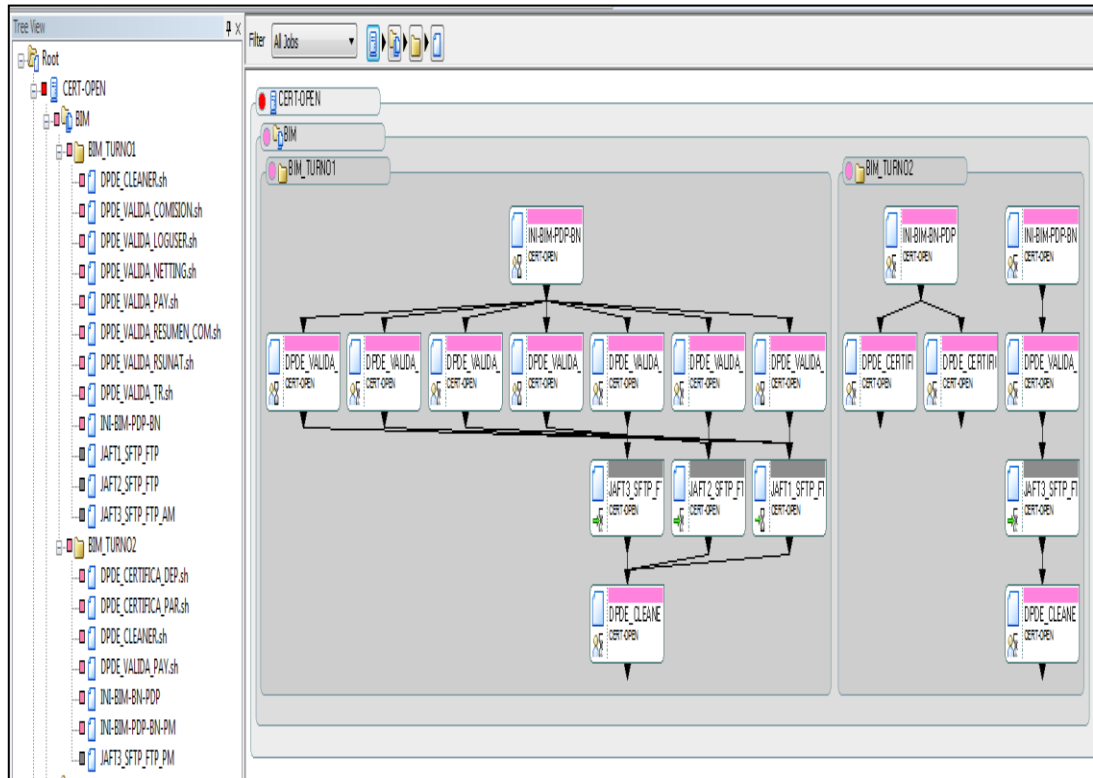 Tree View
Root
CERT-OPEN
BIM
BIM_TURNO1
DPDE_CLEANER.sh
DPDE_VALIDA_COMISION.sh
DPDE_VALIDA_LOGUSER.sh
DPDE_VALIDA_NETTING.sh
DPDE_VALIDA_PAY.sh
DPDE_VALIDA_RESUMEN_COM.sh
DPDE_VALIDA_RSUNAT.sh
DPDE_VALIDA_TR.sh
INI-BIM-PDP-BN
JAFT1_SFTP_FTP
JAFT2_SFTP_FTP
JAFT3_SFTP_FTP_AM
BIM_TURNO2
DPDE_CERTIFICA_DEP.sh
DPDE_CERTIFICA_PAR.sh
DPDE_CLEANER.sh
DPDE_VALIDA_PAY.sh
INI-BIM-BN-PDP
INI-BIM-PDP-BN-PM
JAFT3_SFTP_FTP_PM
Filter All Jobs
CERT-OPEN
BIM
BIM_TURNO1
INI-BIM-PDP-BN
CERT-OPEN
DPDE_VALIDA_ DPDE_VALIDA_ DPDE_VALIDA_ DPDE_VALIDA_ DPDE_VALIDA_ DPDE_VALIDA_ DPDE_VALIDA_
CERT-OPEN CERT-OPEN CERT-OPEN CERT-OPEN CERT-OPEN CERT-OPEN CERT-OPEN
JAFT3_SFTP_FT JAFT2_SFTP_FT JAFT1_SFTP_FT
CERT-OPEN CERT-OPEN CERT-OPEN
DPDE_CLEANE
CERT-OPEN
BIM_TURNO2
INI-BIM-BN-PDP INI-BIM-PDP-BN
CERT-OPEN CERT-OPEN
DPDE_CERTIFI DPDE_CERTIFI DPDE_VALIDA_
CERT-OPEN CERT-OPEN CERT-OPEN
JAFT3_SFTP_FT
CERT-OPEN
DPDE_CLEANE
CERT-OPEN